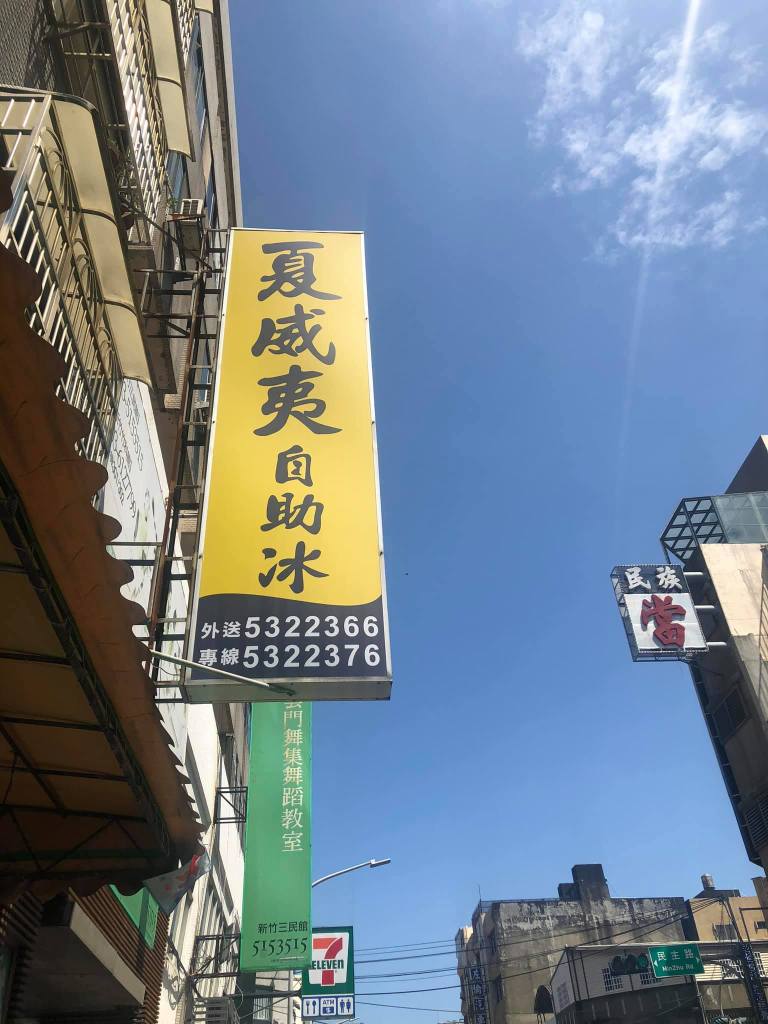 夏威夷自助冰
外送5322366
專線5322376
民族
當
雲門舞集舞蹈教室
新竹三民館
5153515
7
ELEVEN
ATM
民主路
MinZhu Rd